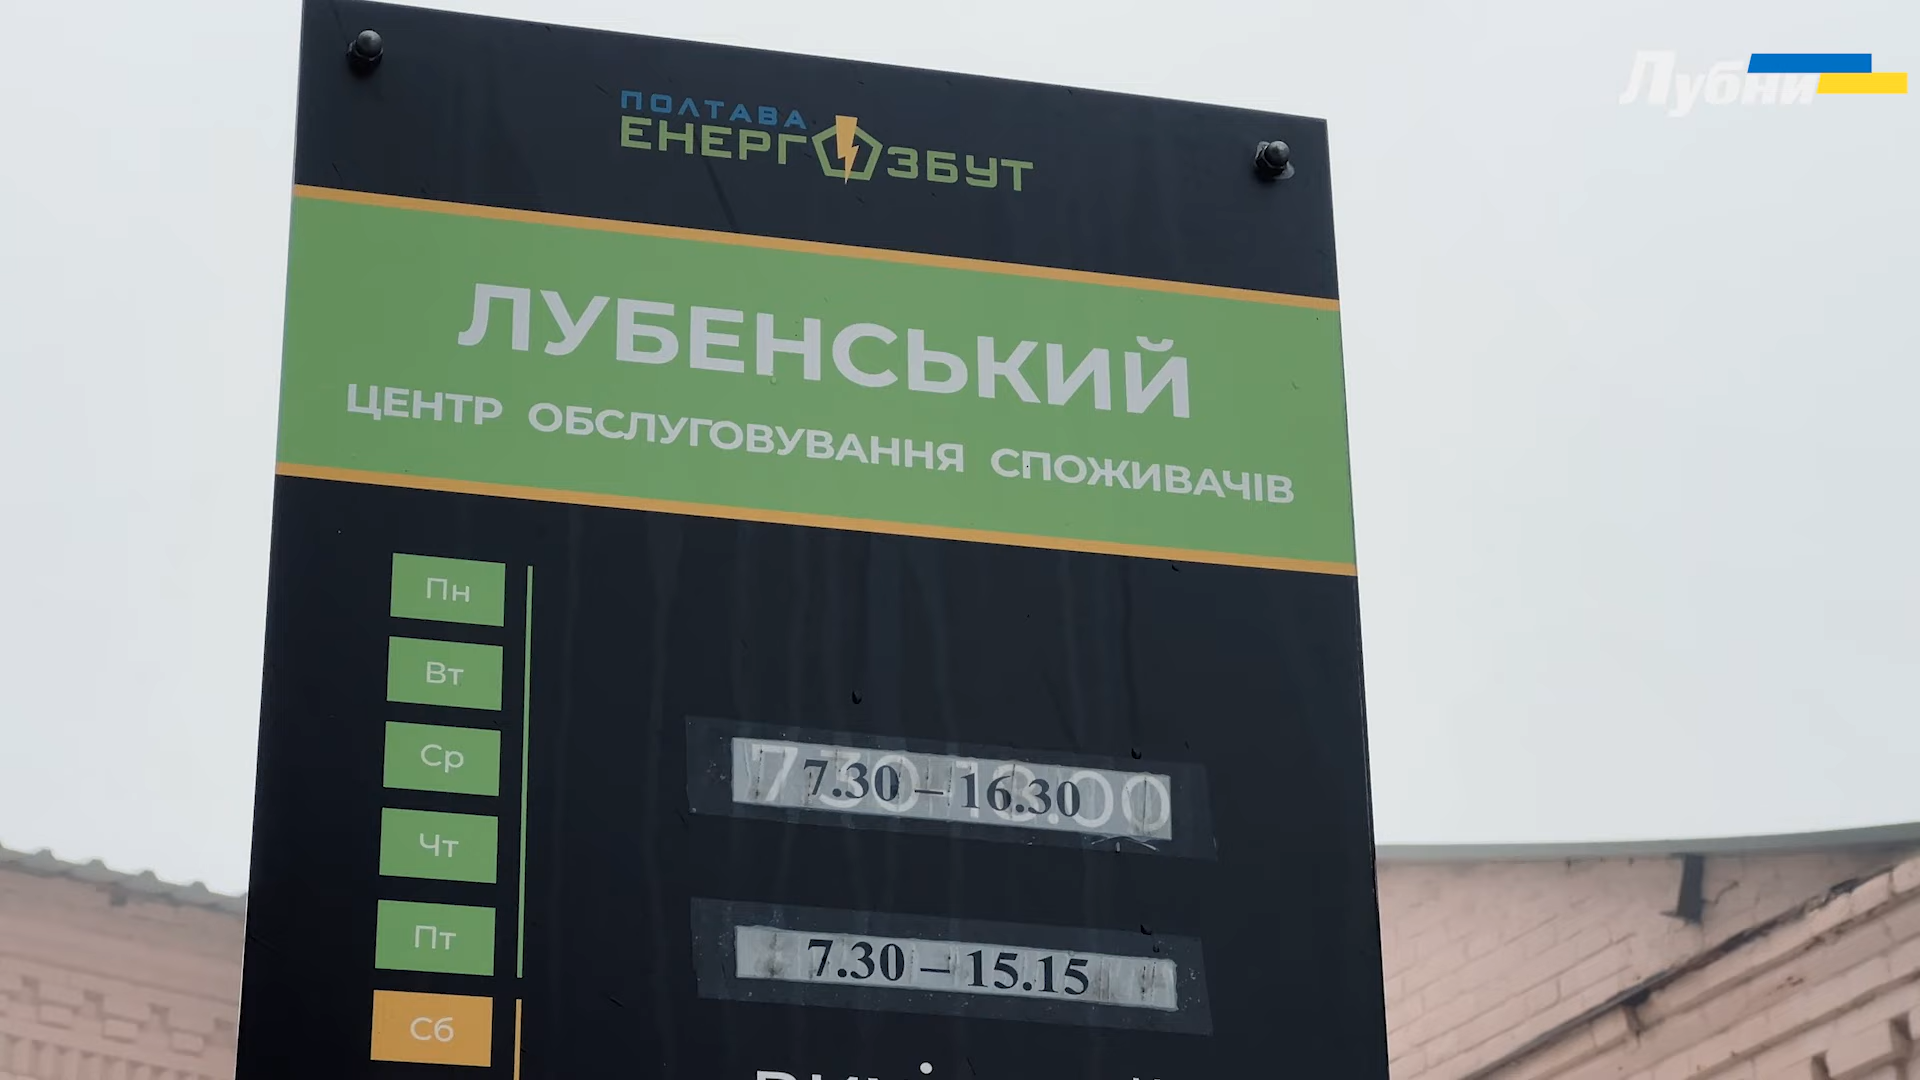 Лубни
ПОЛТАВА
ЕНЕРГОЗБУТ
ЛУБЕНСЬКИЙ
ЦЕНТР ОБСЛУГОВУВАННЯ СПОЖИВАЧІВ
Пн
Вт
Ср
7.30 – 16.30
Чт
Пт
7.30 – 15.15
Сб